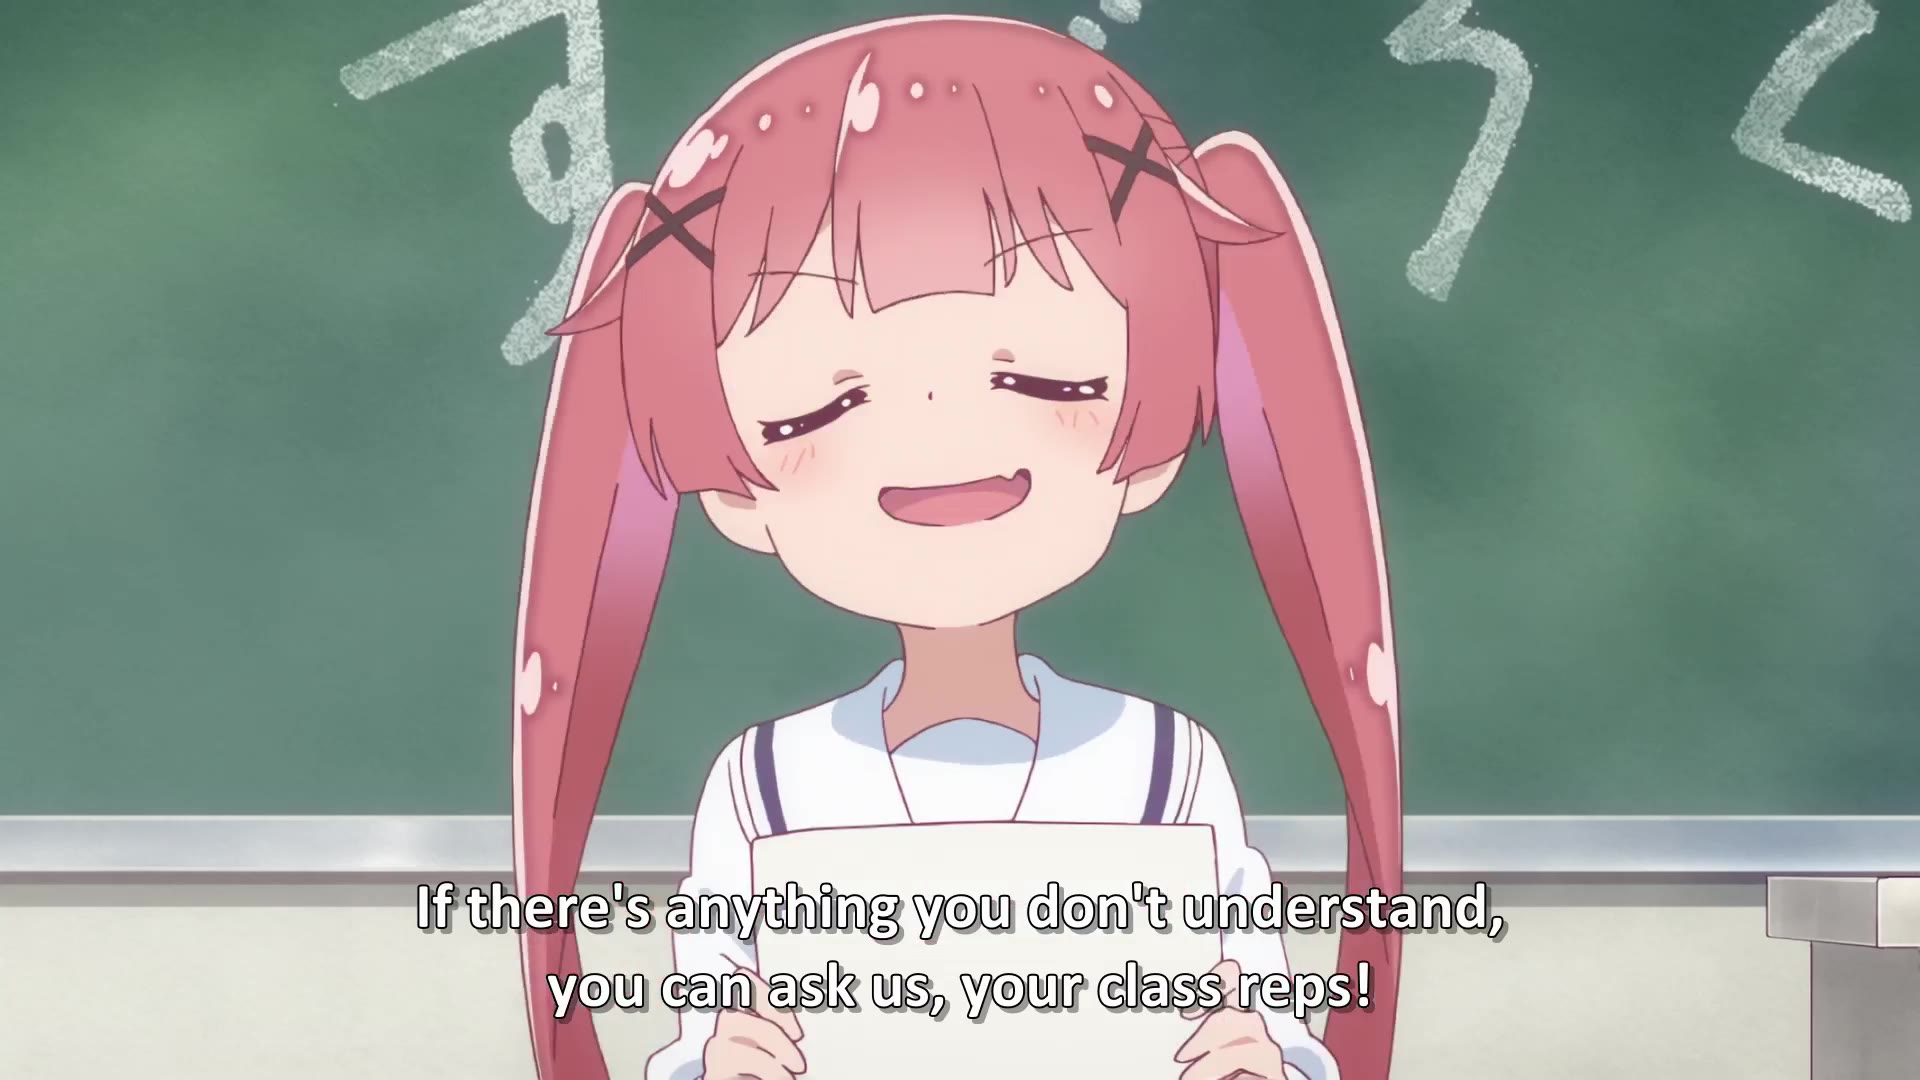 すごろく
If there's anything you don't understand,
you can ask us, your class reps!